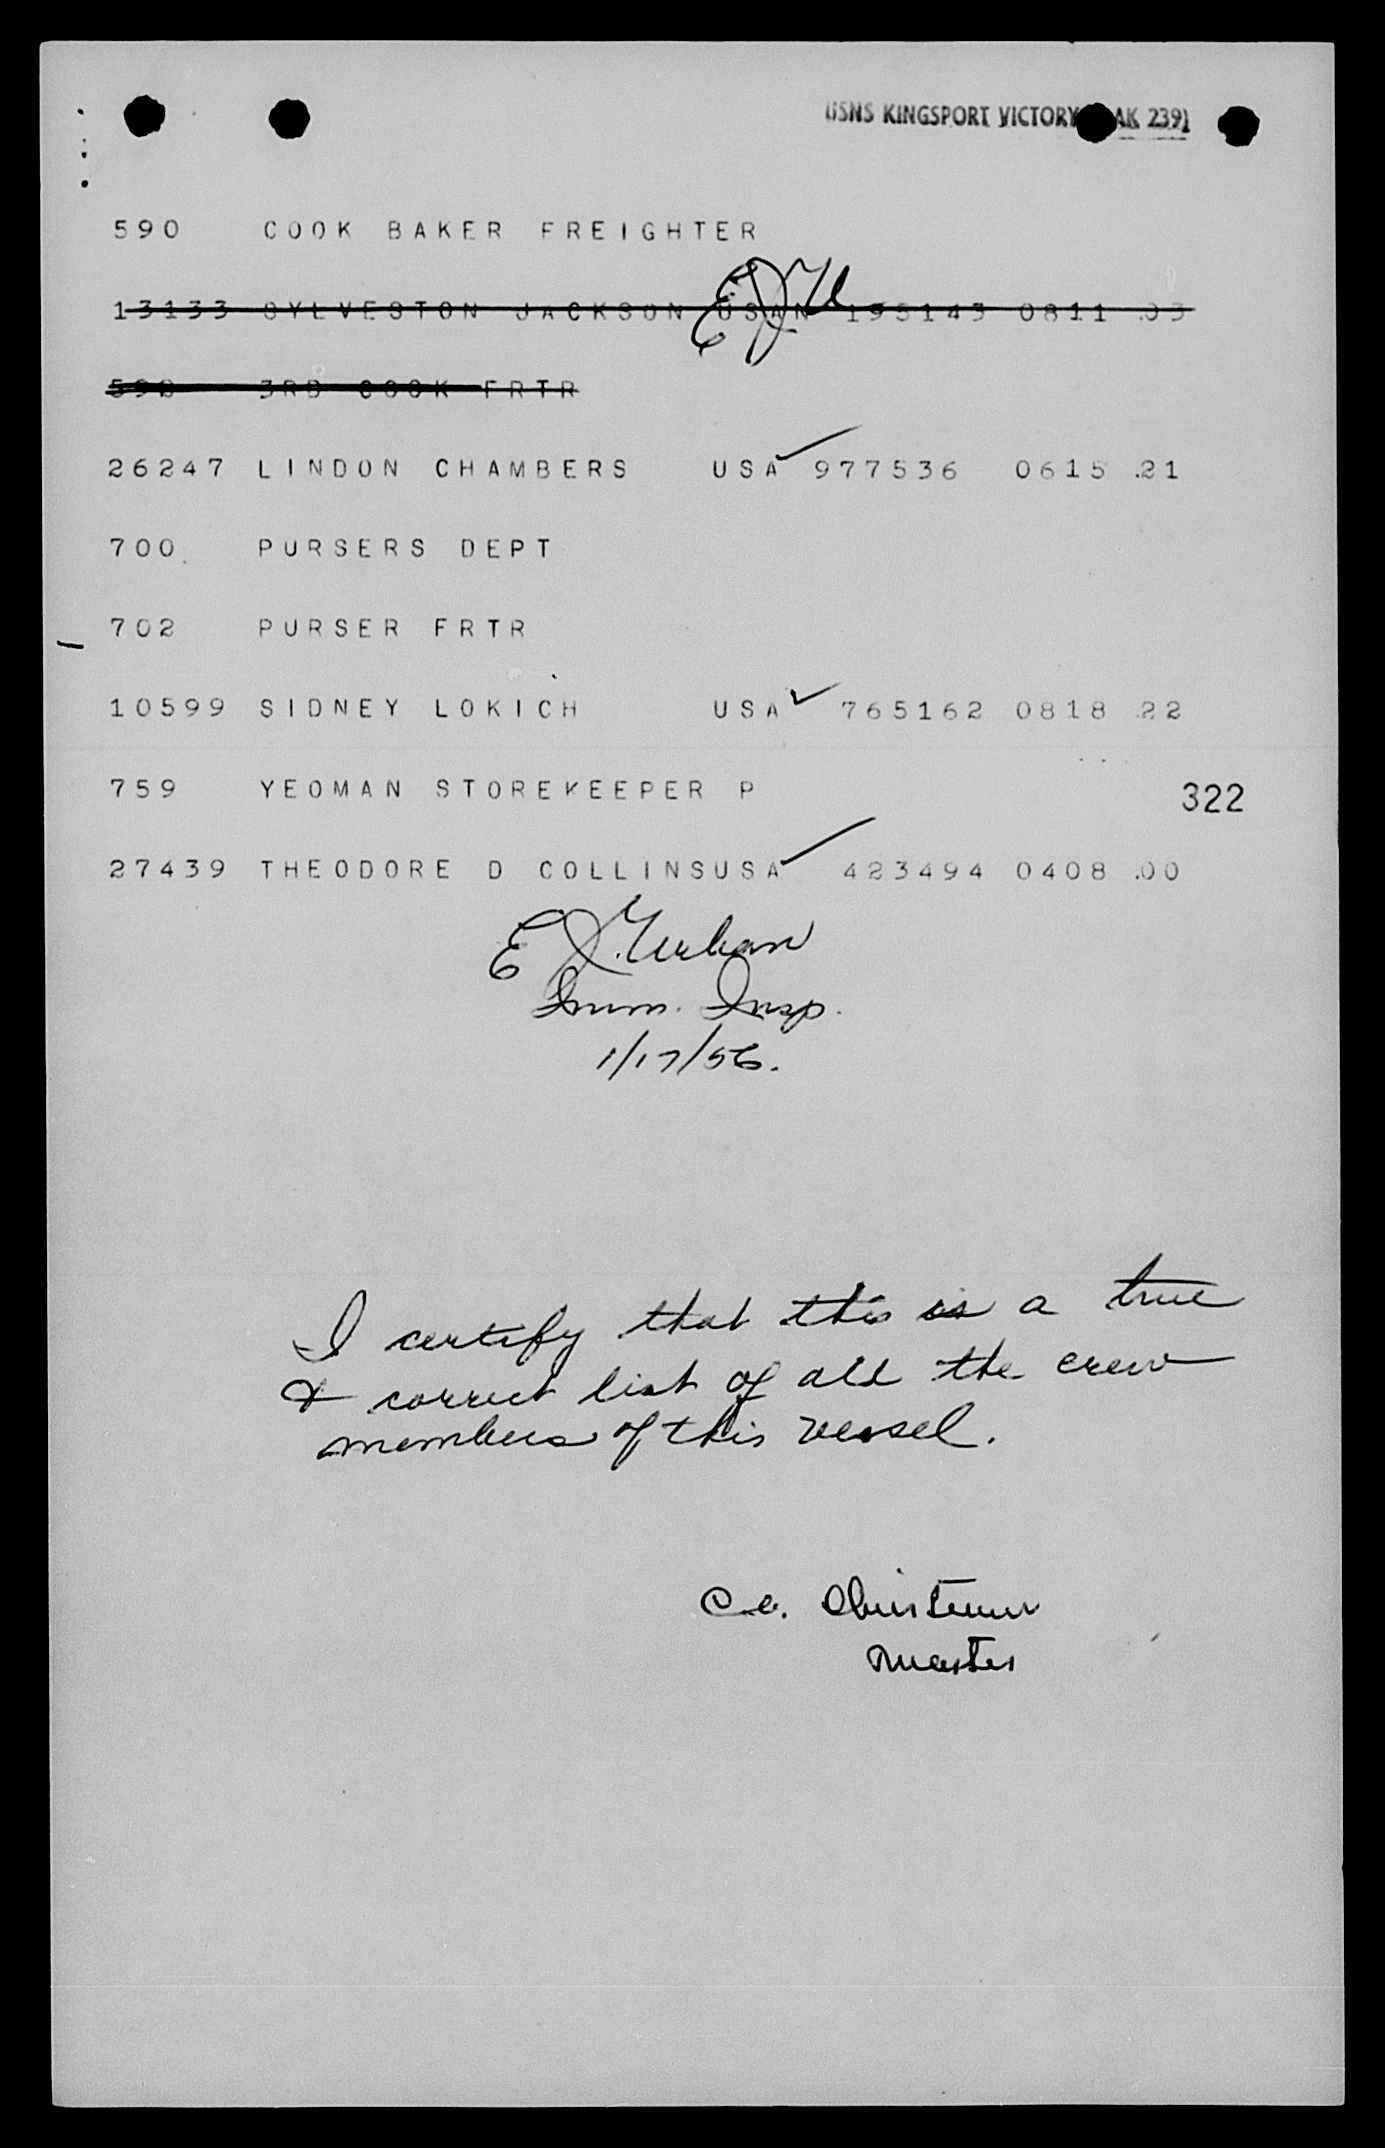 USNS KINGSPORT VICTORY AK 239)
590 COOK BAKER FREIGHTER
13133 SYLVESTON JACKSON USAN 195143 0811 .03
3RD COOK FRTR
26247 LINDON CHAMBERS USA 977536 0615 .21
700 PURSERS DEPT
702 PURSER FRTR
10599 SIDNEY LOKICH USA 765162 0818 22
759 YEOMAN STOREKEEPER P
322
27439 THEODORE D COLLINSUSA 423494 0408 .00
E J. Urban
Imm. Insp.
1/17/56.
I certify that this is a true
& correct list of all the crew
members of this vessel.
Master